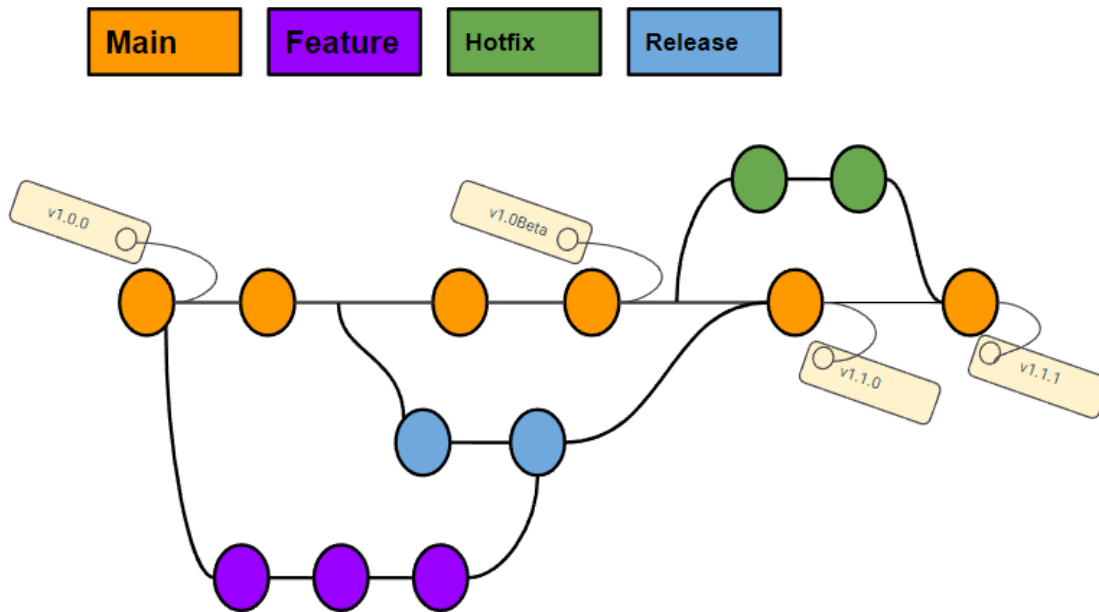 Main
Feature
Hotfix
Release
v1.0.0
v1.0Beta
v1.1.0
v1.1.1